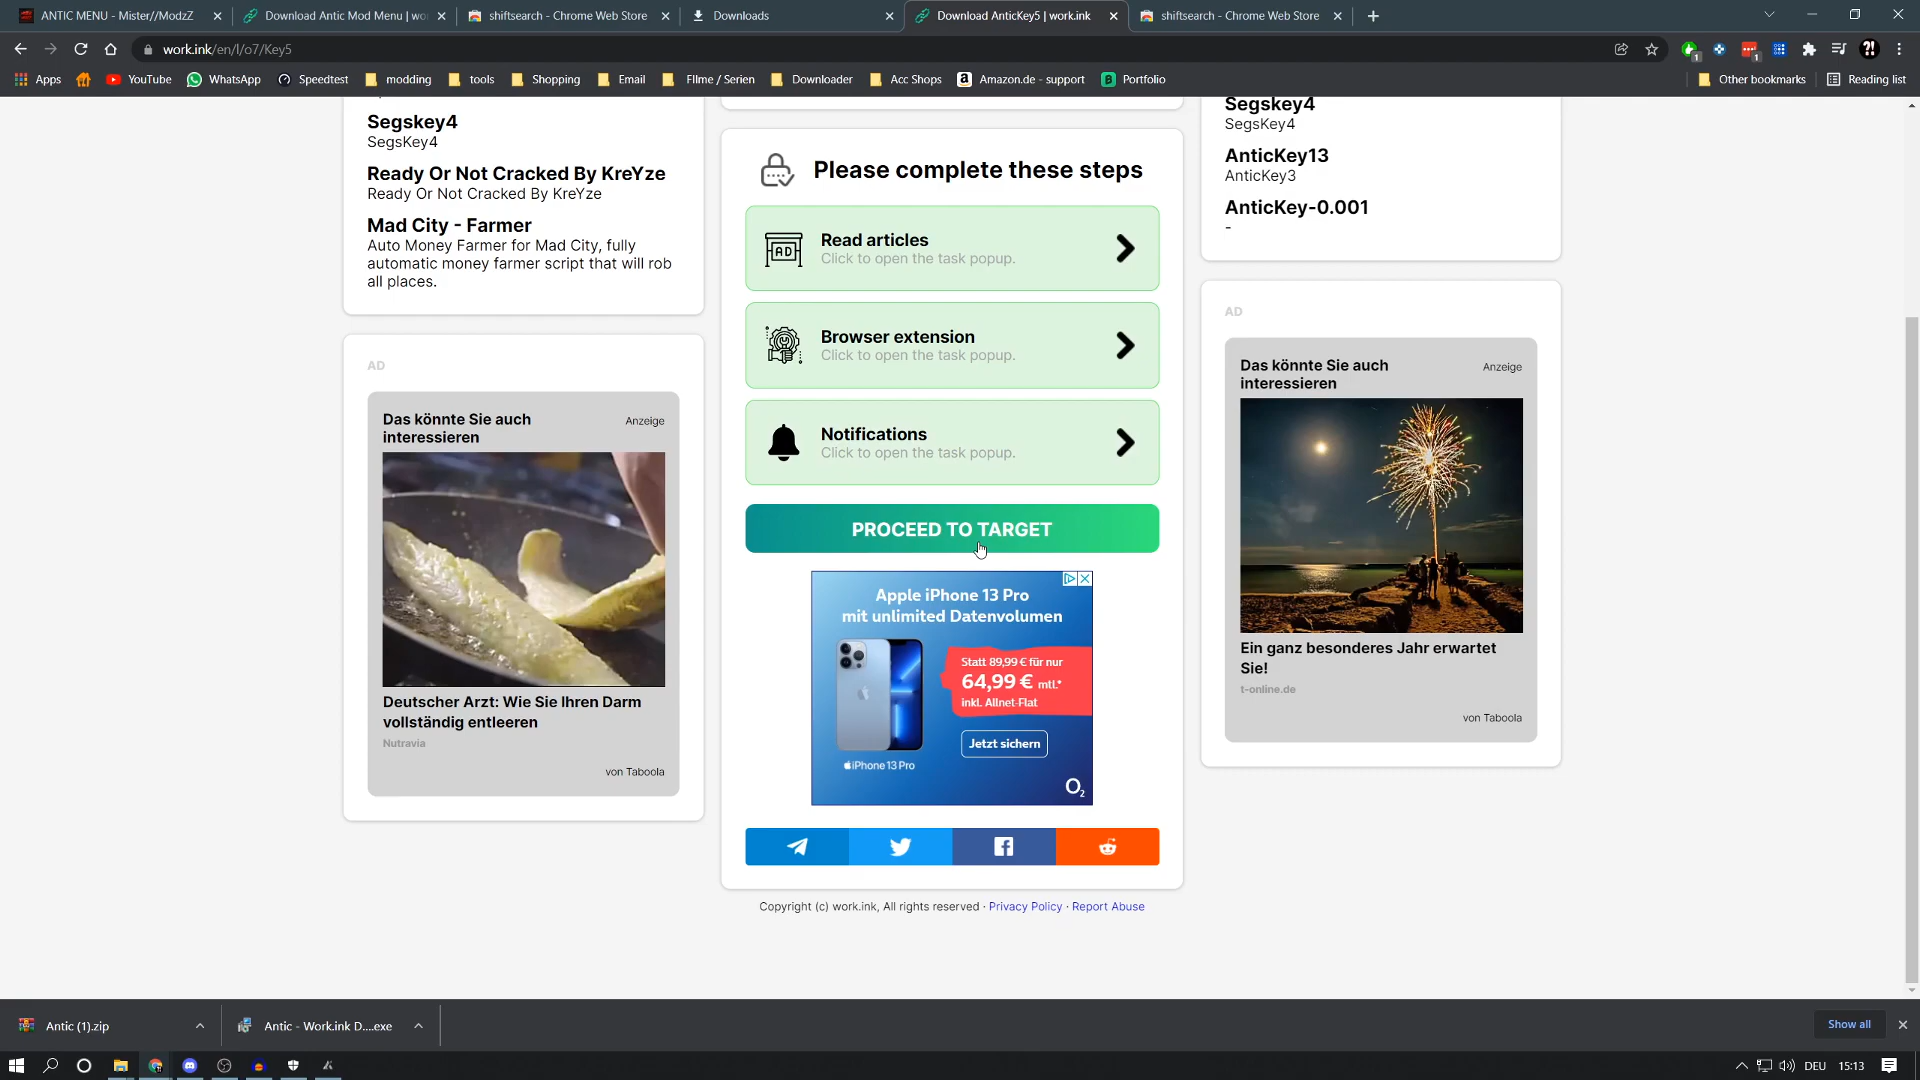 ANTIC MENU - Mister//ModzZ
Download Antic Mod Menu | wo
shiftsearch - Chrome Web Store
Downloads
Download AnticKey5 | work.ink
shiftsearch - Chrome Web Store
work.ink/en/l/o7/Key5
Apps
YouTube
WhatsApp
Speedtest
modding
tools
Shopping
Email
FIlme / Serien
Downloader
Acc Shops
Amazon.de - support
Portfolio
Other bookmarks
Reading list
Segskey4
SegsKey4
Ready Or Not Cracked By KreYze
Ready Or Not Cracked By KreYze
Mad City - Farmer
Auto Money Farmer for Mad City, fully
automatic money farmer script that will rob
all places.
AD
Das könnte Sie auch
interessieren
Anzeige
Deutscher Arzt: Wie Sie Ihren Darm
vollständig entleeren
Nutravia
von Taboola
Please complete these steps
AD
Read articles
Click to open the task popup.
Browser extension
Click to open the task popup.
Notifications
Click to open the task popup.
PROCEED TO TARGET
Apple iPhone 13 Pro
mit unlimited Datenvolumen
Statt 89,99 € für nur
64,99 € mtl.*
inkl. Allnet-Flat
Jetzt sichern
iPhone 13 Pro
O2
Copyright (c) work.ink, All rights reserved · Privacy Policy · Report Abuse
Segskey4
SegsKey4
AnticKey13
AnticKey3
AnticKey-0.001
-
AD
Das könnte Sie auch
interessieren
Anzeige
Ein ganz besonderes Jahr erwartet
Sie!
t-online.de
von Taboola
Antic (1).zip
Antic - Work.ink D....exe
Show all
DEU
15:13